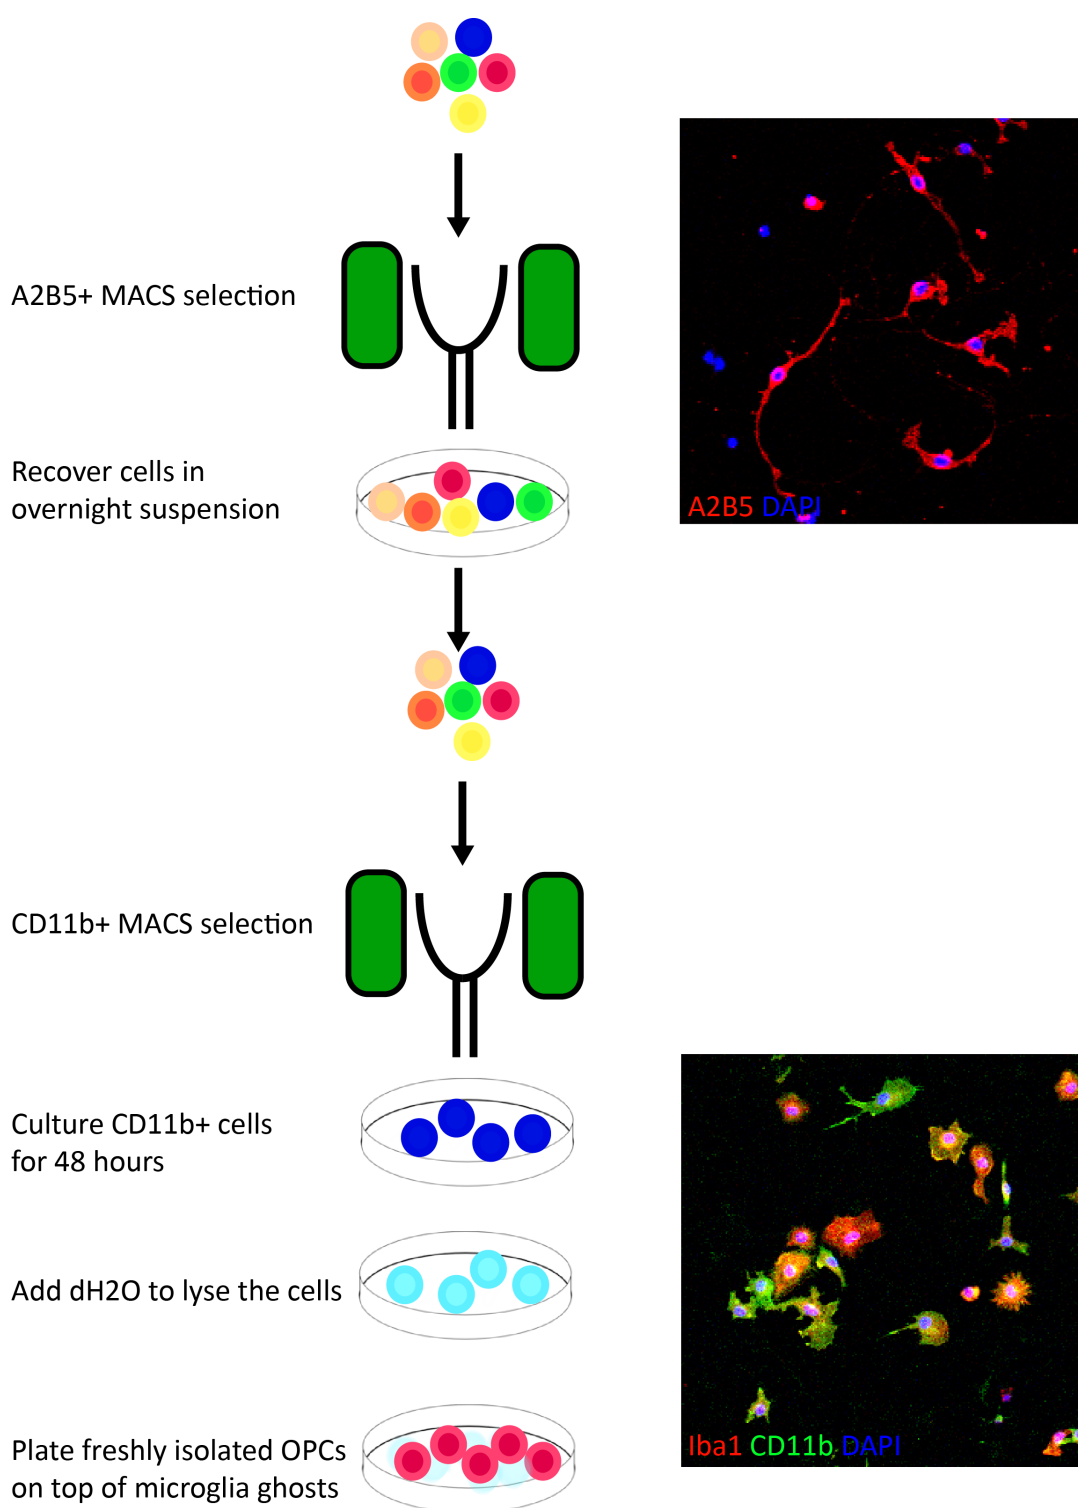 A2B5+ MACS selection
Recover cells in
overnight suspension
A2B5 DAPI
CD11b+ MACS selection
Culture CD11b+ cells
for 48 hours
Add dH2O to lyse the cells
Plate freshly isolated OPCs
on top of microglia ghosts
Iba1 CD11b DAPI